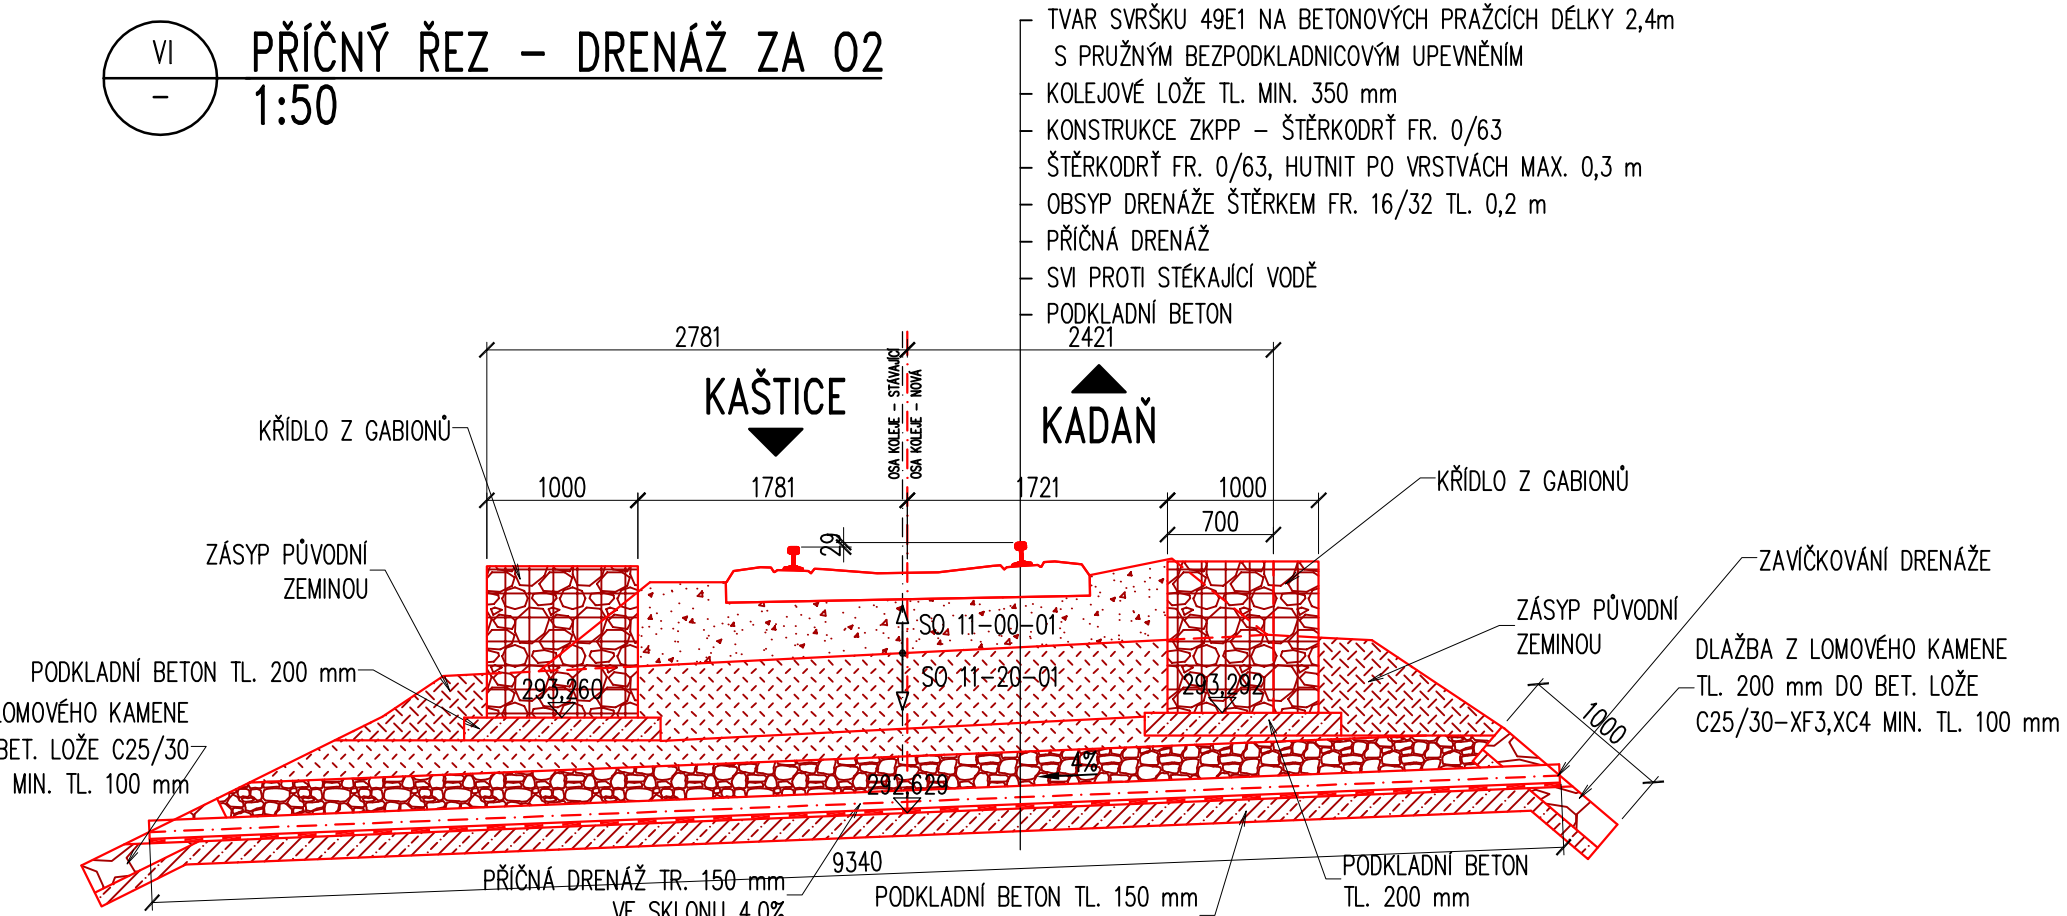 VI
-
PŘÍČNÝ ŘEZ - DRENÁŽ ZA O2
1:50
TVAR SVRŠKU 49E1 NA BETONOVÝCH PRAŽCÍCH DÉLKY 2,4m
S PRUŽNÝM BEZPODKLADNICOVÝM UPEVNĚNÍM
KOLEJOVÉ LOŽE TL. MIN. 350 mm
KONSTRUKCE ZKPP - ŠTĚRKODRŤ FR. 0/63
ŠTĚRKODRŤ FR. 0/63, HUTNIT PO VRSTVÁCH MAX. 0,3 m
OBSYP DRENÁŽE ŠTĚRKEM FR. 16/32 TL. 0,2 m
PŘÍČNÁ DRENÁŽ
SVI PROTI STÉKAJÍCÍ VODĚ
PODKLADNÍ BETON
2781
2421
OSA KOLEJE - STÁVAJÍCÍ
OSA KOLEJE - NOVÁ
KAŠTICE
KADAŇ
KŘÍDLO Z GABIONŮ
1000
1781
1721
1000
700
KŘÍDLO Z GABIONŮ
29
ZÁSYP PŮVODNÍ
ZEMINOU
ZAVÍČKOVÁNÍ DRENÁŽE
ZÁSYP PŮVODNÍ
ZEMINOU
SO 11-00-01
SO 11-20-01
PODKLADNÍ BETON TL. 200 mm
293,260
293,292
DLAŽBA Z LOMOVÉHO KAMENE
TL. 200 mm DO BET. LOŽE
C25/30-XF3,XC4 MIN. TL. 100 mm
1000
LOMOVÉHO KAMENE
BET. LOŽE C25/30
MIN. TL. 100 mm
4%
292,629
9340
PŘÍČNÁ DRENÁŽ TR. 150 mm
VE SKLONU 4,0%
PODKLADNÍ BETON TL. 150 mm
PODKLADNÍ BETON
TL. 200 mm